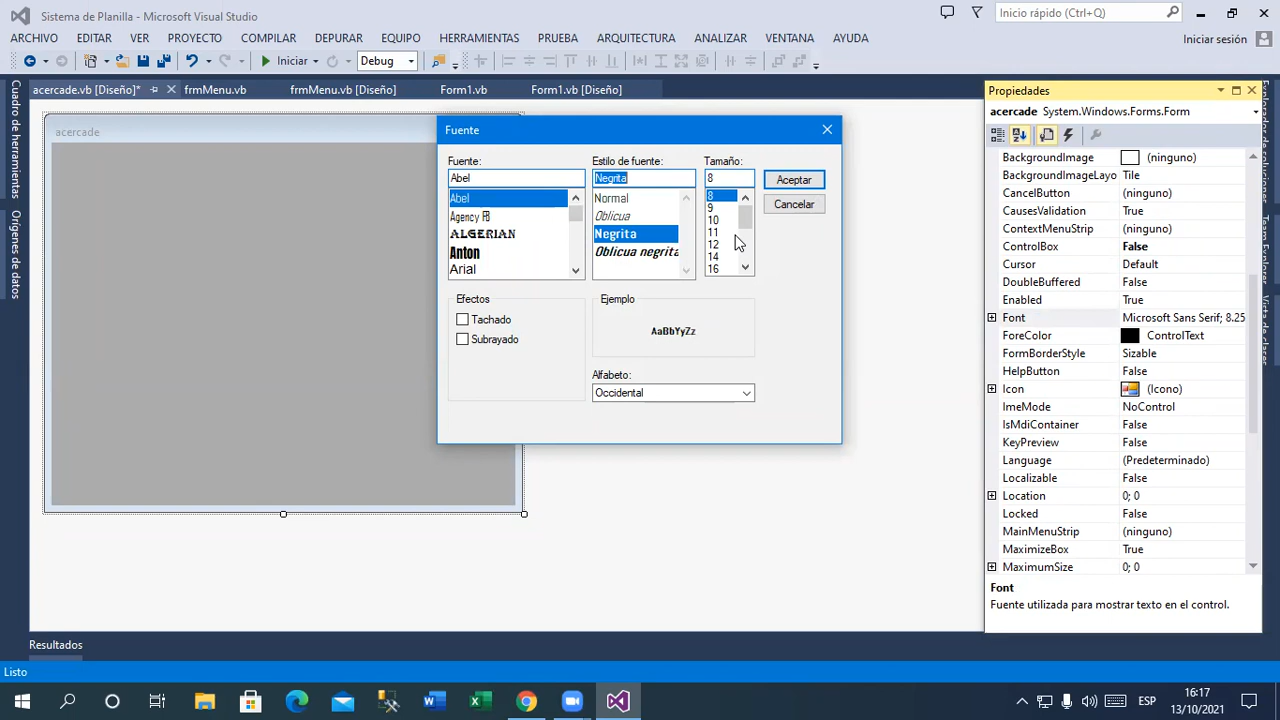 Sistema de Planilla - Microsoft Visual Studio
Inicio rápido (Ctrl+Q)
ARCHIVO EDITAR VER PROYECTO COMPILAR DEPURAR EQUIPO HERRAMIENTAS PRUEBA ARQUITECTURA ANALIZAR VENTANA AYUDA
Iniciar sesión
Iniciar Debug
acercade.vb [Diseño]* frmMenu.vb frmMenu.vb [Diseño] Form1.vb Form1.vb [Diseño]
Cuadro de herramientas
Orígenes de datos
acercade
Fuente
Fuente: Estilo de fuente: Tamaño:
Abel Negrita 8
Aceptar
Cancelar
Abel
Agency FB
ALGERIAN
Anton
Arial
Normal
Oblicua
Negrita
Oblicua negrita
8
9
10
11
12
14
16
Efectos
Tachado
Subrayado
Ejemplo
AaBbYyZz
Alfabeto:
Occidental
Propiedades
acercade System.Windows.Forms.Form
BackgroundImage (ninguno)
BackgroundImageLayo Tile
CancelButton (ninguno)
CausesValidation True
ContextMenuStrip (ninguno)
ControlBox False
Cursor Default
DoubleBuffered False
Enabled True
Font Microsoft Sans Serif; 8.25
ForeColor ControlText
FormBorderStyle Sizable
HelpButton False
Icon (Icono)
ImeMode NoControl
IsMdiContainer False
KeyPreview False
Language (Predeterminado)
Localizable False
Location 0; 0
Locked False
MainMenuStrip (ninguno)
MaximizeBox True
MaximumSize 0; 0
Font
Fuente utilizada para mostrar texto en el control.
Resultados
Listo
ESP
16:17
13/10/2021